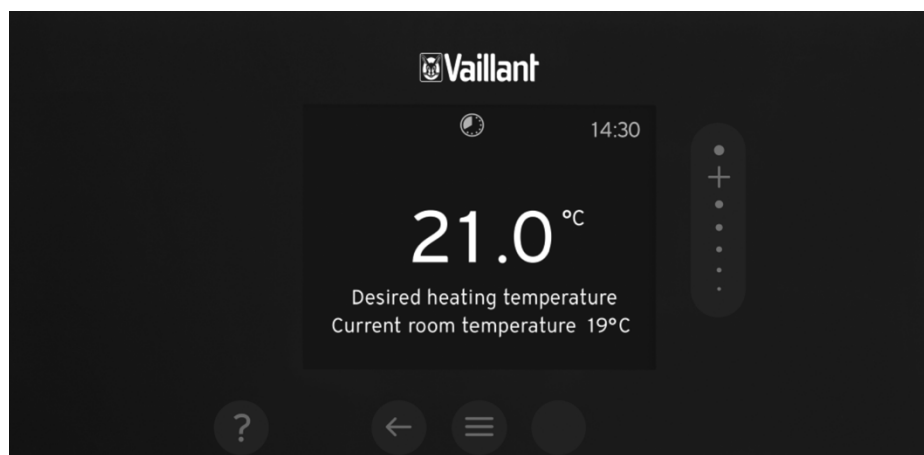 Vaillant
14:30
21.0 °C
Desired heating temperature
Current room temperature 19°C
?